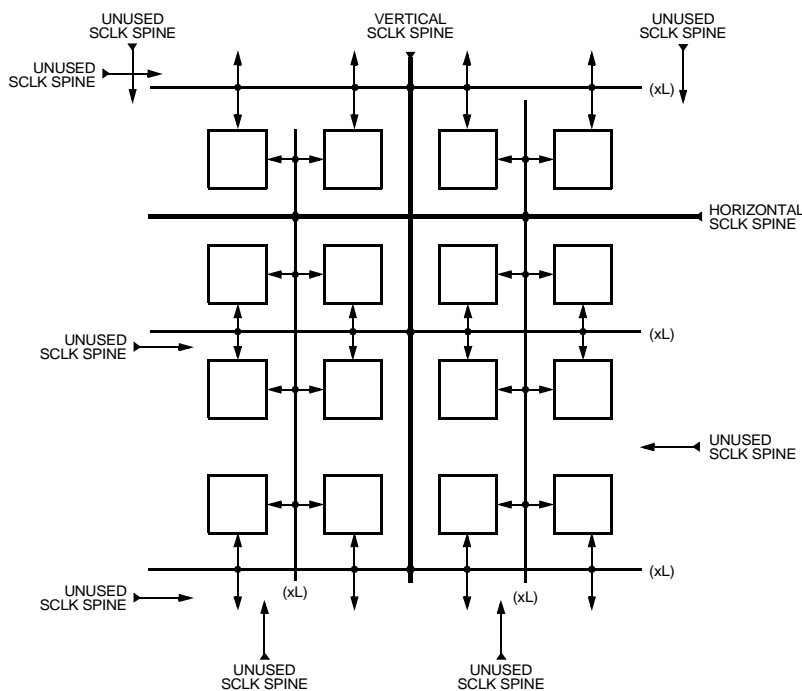 UNUSED
SCLK SPINE
VERTICAL
SCLK SPINE
UNUSED
SCLK SPINE
UNUSED
SCLK SPINE
(xL)
HORIZONTAL
SCLK SPINE
UNUSED
SCLK SPINE
(xL)
UNUSED
SCLK SPINE
UNUSED
SCLK SPINE
(xL)
(xL)
(xL)
UNUSED
SCLK SPINE
UNUSED
SCLK SPINE